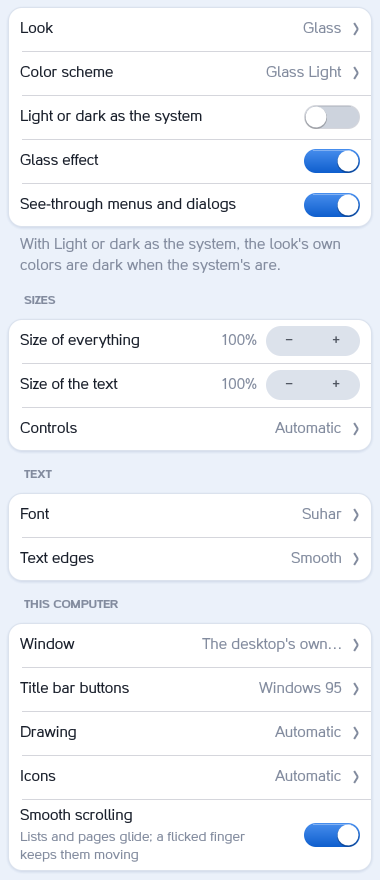 Look Glass ❯
Color scheme Glass Light ❯
Light or dark as the system
Glass effect
See-through menus and dialogs
With Light or dark as the system, the look's own
colors are dark when the system's are.
SIZES
Size of everything 100% − +
Size of the text 100% − +
Controls Automatic ❯
TEXT
Font Suhar ❯
Text edges Smooth ❯
THIS COMPUTER
Window The desktop's own... ❯
Title bar buttons Windows 95 ❯
Drawing Automatic ❯
Icons Automatic ❯
Smooth scrolling
Lists and pages glide; a flicked finger
keeps them moving